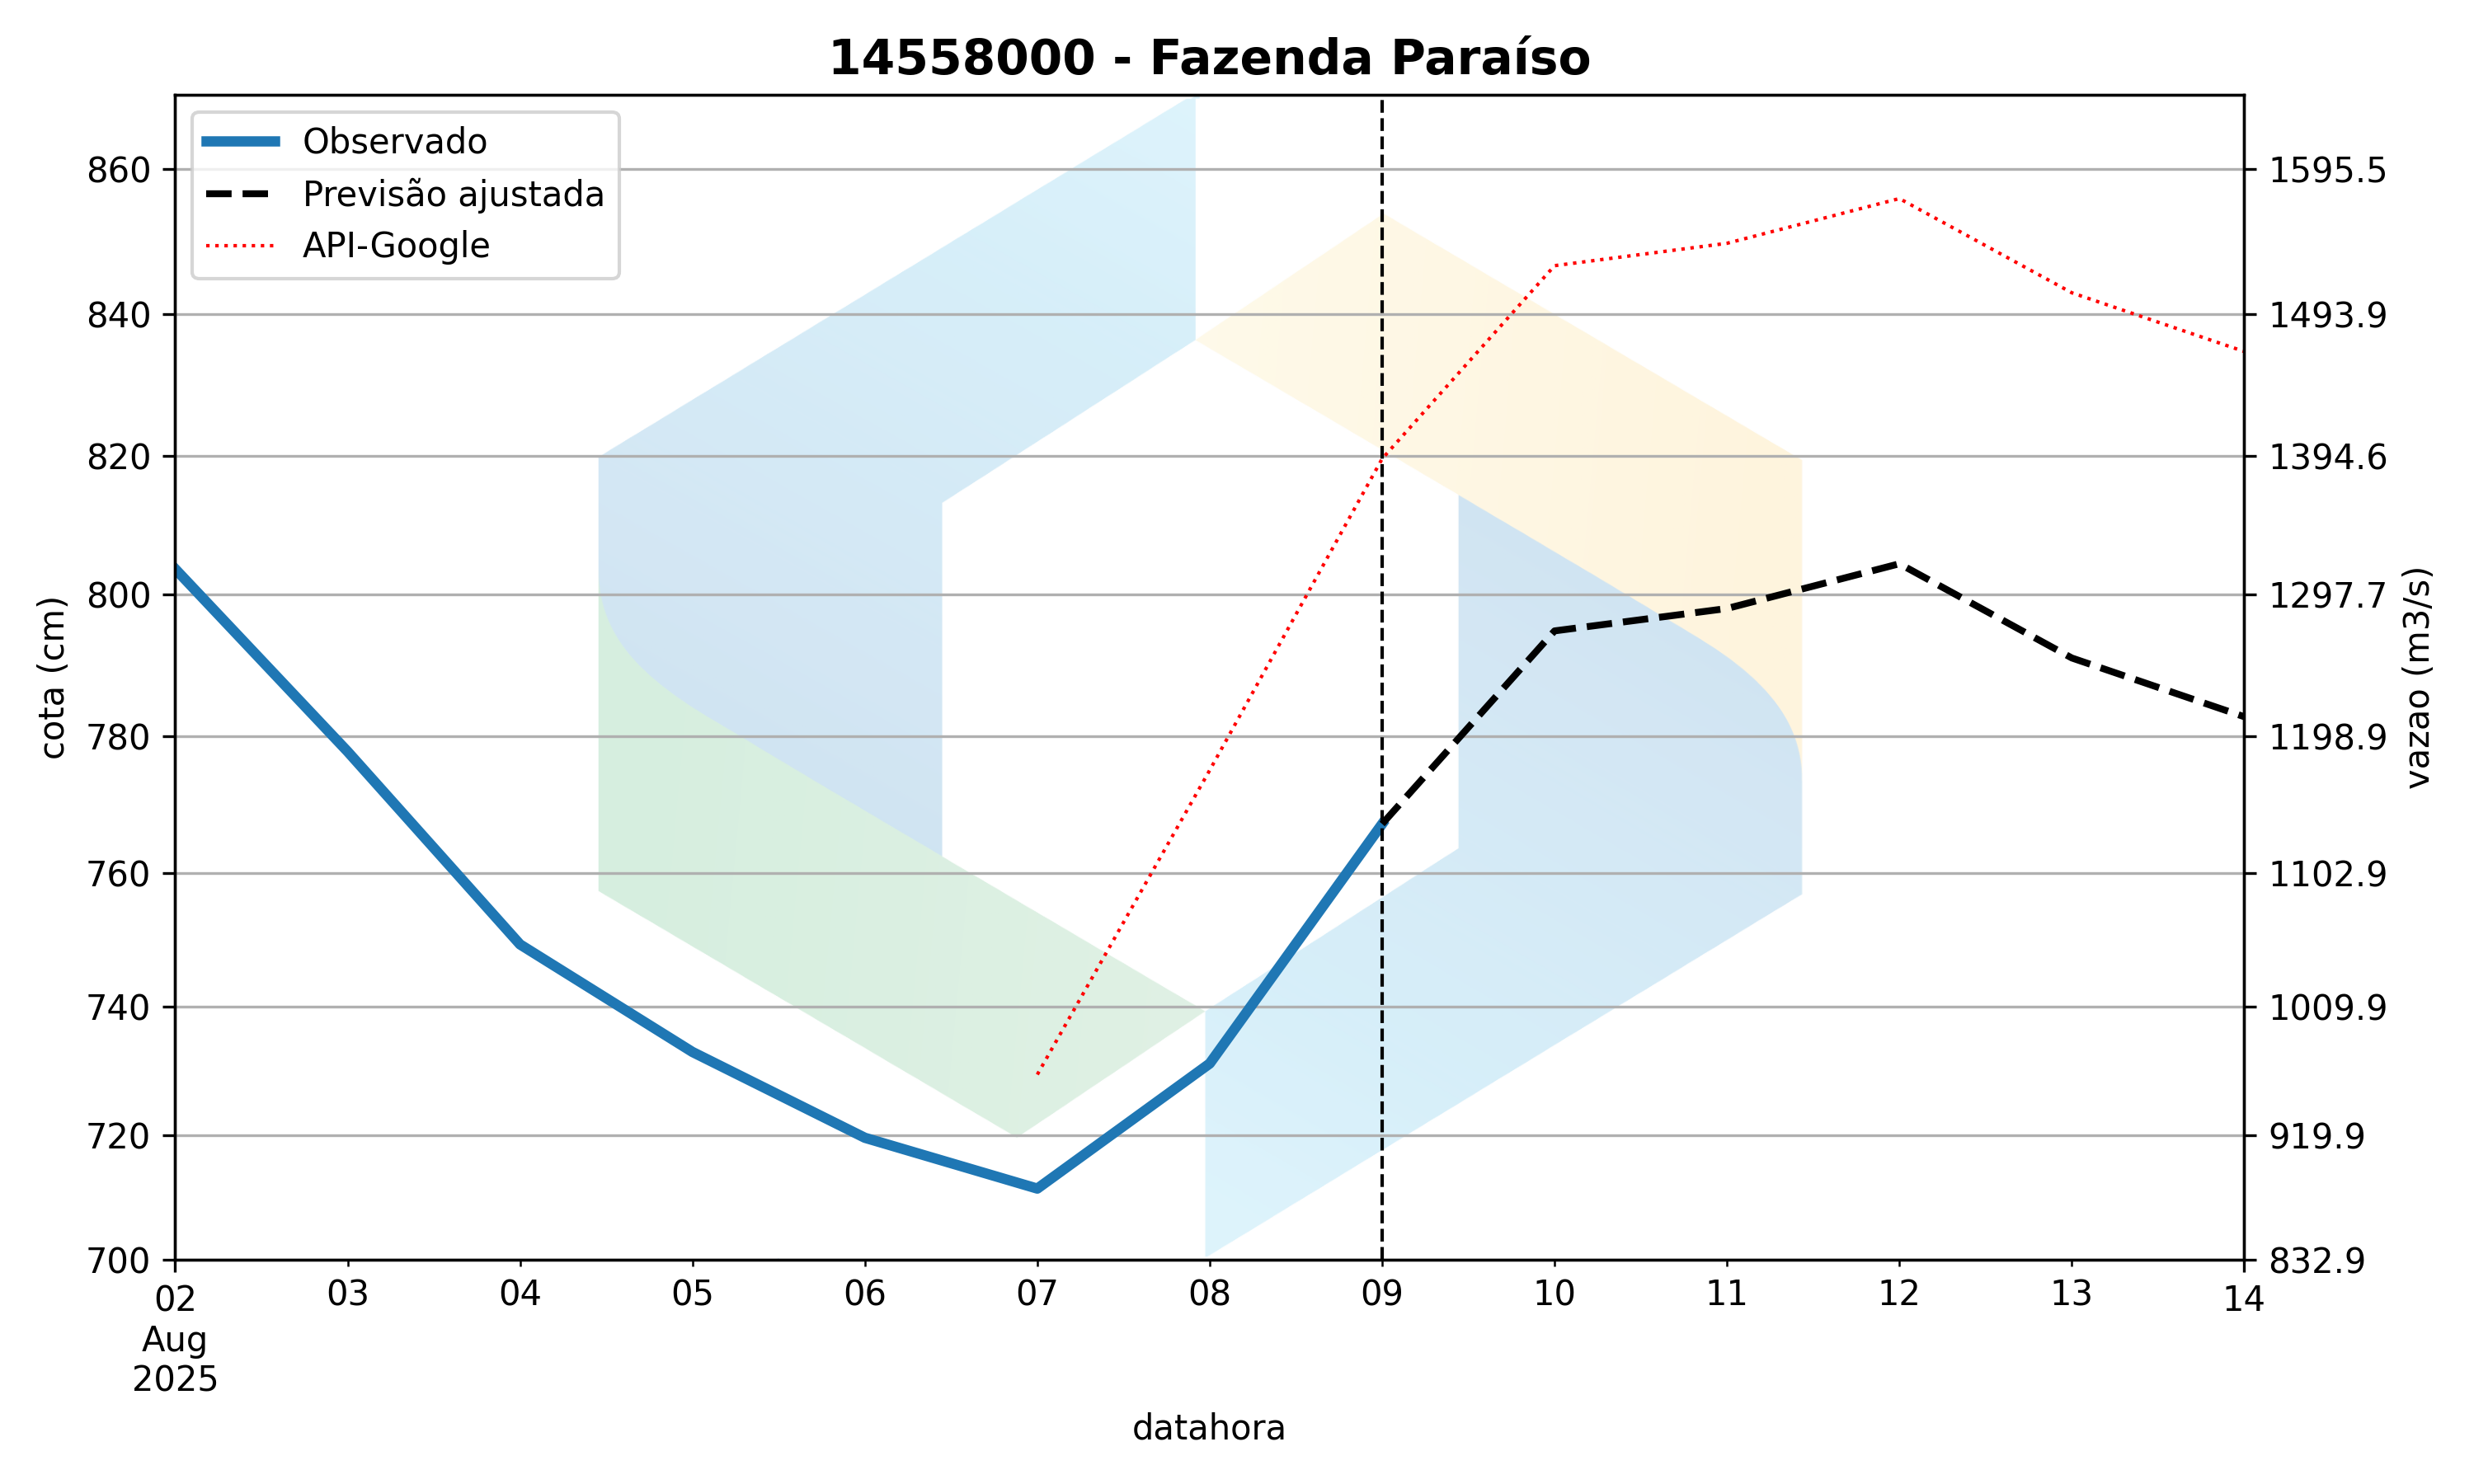 14558000 - Fazenda Paraíso
Observado
Previsão ajustada
API-Google
860
840
820
800
780
760
740
720
700
cota (cm)
1595.5
1493.9
1394.6
1297.7
1198.9
1102.9
1009.9
919.9
832.9
vazao (m3/s)
02 03 04 05 06 07 08 09 10 11 12 13 14
Aug
2025
datahora